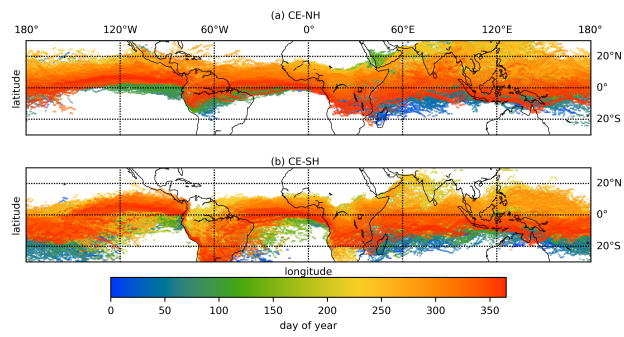 (a) CE-NH
180° 120°W 60°W 0° 60°E 120°E 180°
20°N
0°
20°S
latitude
(b) CE-SH
20°N
0°
20°S
latitude
longitude
0 50 100 150 200 250 300 350
day of year